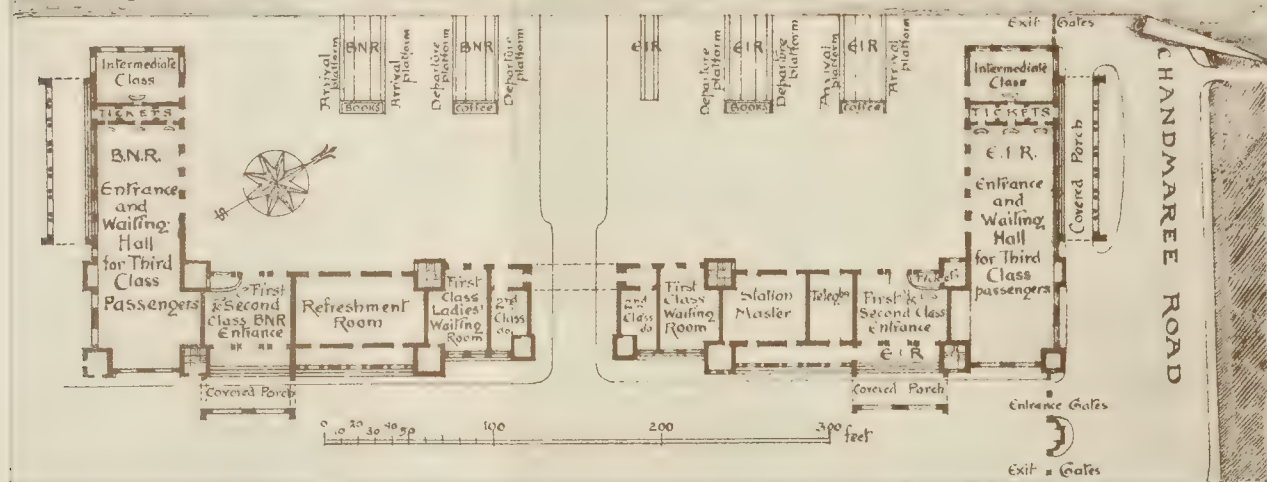 Exit Gates
BNR
BNR
EIR
EIR
EIR
Arrival platform
Arrival platform
Departure platform
Departure platform
Departure platform
Departure platform
Arrival platform
Arrival platform
BOOKS
Coffee
BOOKS
Coffee
Intermediate
Class
TICKETS
B.N.R.
Entrance
and
Waiting
Hall
for Third
Class
Passengers
Intermediate
Class
TICKETS
E.I.R.
Entrance
and
Waiting
Hall
for Third
Class
passengers
Covered Porch
CHANDMAREE ROAD
First
& Second
Class BNR
Entrance
Refreshment
Room
First
Class
Ladies'
Waiting
Room
2nd
Class
do
2nd
Class
do
First
Class
Waiting
Room
Station
Master
Telegphs
Tickets
First &
Second Class
Entrance
E.I.R
Covered Porch
Covered Porch
Entrance Gates
Exit Gates
0 10 20 30 40 50 100 200 300 feet